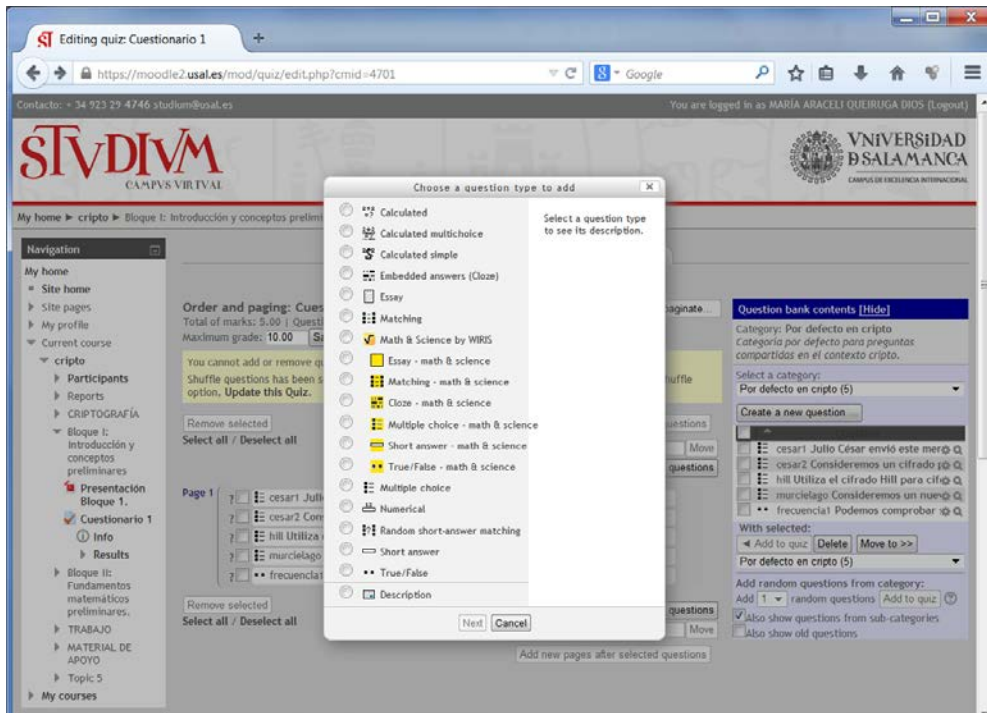 Editing quiz: Cuestionario 1
https://moodle2.usal.es/mod/quiz/edit.php?cmid=4701
Google
Contacto: + 34 923 29 4746 studium@usal.es
You are logged in as MARÍA ARACELI QUEIRUGA DIOS (Logout)
STVDIVM
CAMPVS VIRTVAL
VNiVERSiDAD
D SALAMANCA
CAMPUS DE EXCELENCIA INTERNACIONAL
My home ► cripto ► Bloque I: Introducción y conceptos prelimi
Navigation
My home
Site home
Site pages
My profile
Current course
cripto
Participants
Reports
CRIPTOGRAFÍA
Bloque I:
Introducción y
conceptos
preliminares
Presentación
Bloque 1.
Cuestionario 1
Info
Results
Bloque II:
Fundamentos
matemáticos
preliminares.
TRABAJO
MATERIAL DE
APOYO
Topic 5
My courses
Order and paging: Cues
Total of marks: 5.00 | Questi
Maximum grade: 10.00 Sa
You cannot add or remove qu
Shuffle questions has been s
option, Update this Quiz.
huffle
Remove selected
Select all / Deselect all
Page 1
cesar1 Juli
cesar2 Con
hill Utiliza
murcielago
frecuencia1
Remove selected
Select all / Deselect all
aginate...
uestions
Move
questions
questions
Move
Add new pages after selected questions
Choose a question type to add
Calculated
Calculated multichoice
Calculated simple
Embedded answers (Cloze)
Essay
Matching
Math & Science by WIRIS
Essay - math & science
Matching - math & science
Cloze - math & science
Multiple choice - math & science
Short answer - math & science
True/False - math & science
Multiple choice
Numerical
Random short-answer matching
Short answer
True/False
Description
Select a question type
to see its description.
Next Cancel
Question bank contents [Hide]
Category: Por defecto en cripto
Categoría por defecto para preguntas
compartidas en el contexto cripto.
Select a category:
Por defecto en cripto (5)
Create a new question ...
cesar1 Julio César envió este men
cesar2 Consideremos un cifrado
hill Utiliza el cifrado Hill para cif
murcielago Consideremos un nue
frecuencia1 Podemos comprobar
With selected:
◄ Add to quiz Delete Move to >>
Por defecto en cripto (5)
Add random questions from category:
Add 1 random questions Add to quiz
Also show questions from sub-categories
Also show old questions